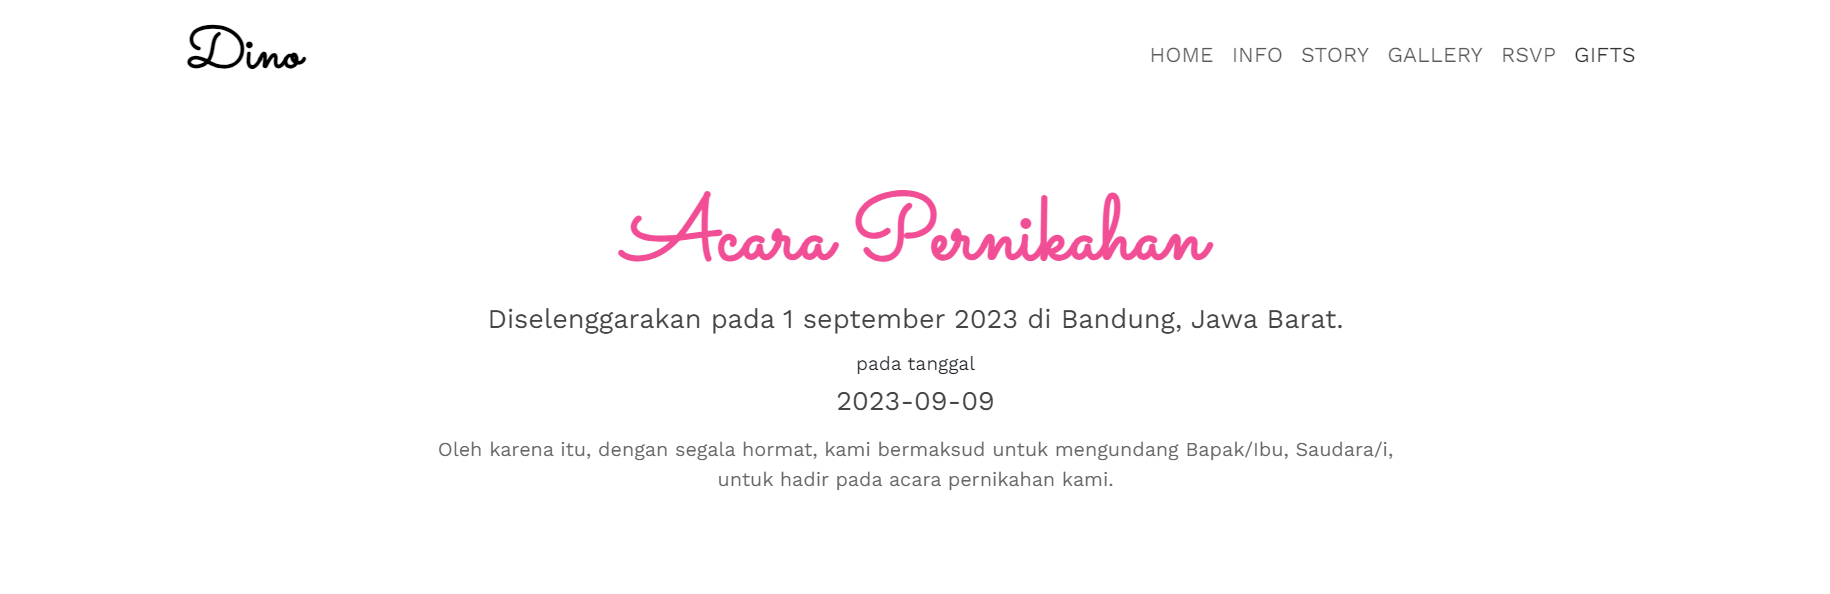 Dino
HOME INFO STORY GALLERY RSVP GIFTS
Acara Pernikahan
Diselenggarakan pada 1 september 2023 di Bandung, Jawa Barat.
pada tanggal
2023-09-09
Oleh karena itu, dengan segala hormat, kami bermaksud untuk mengundang Bapak/Ibu, Saudara/i,
untuk hadir pada acara pernikahan kami.